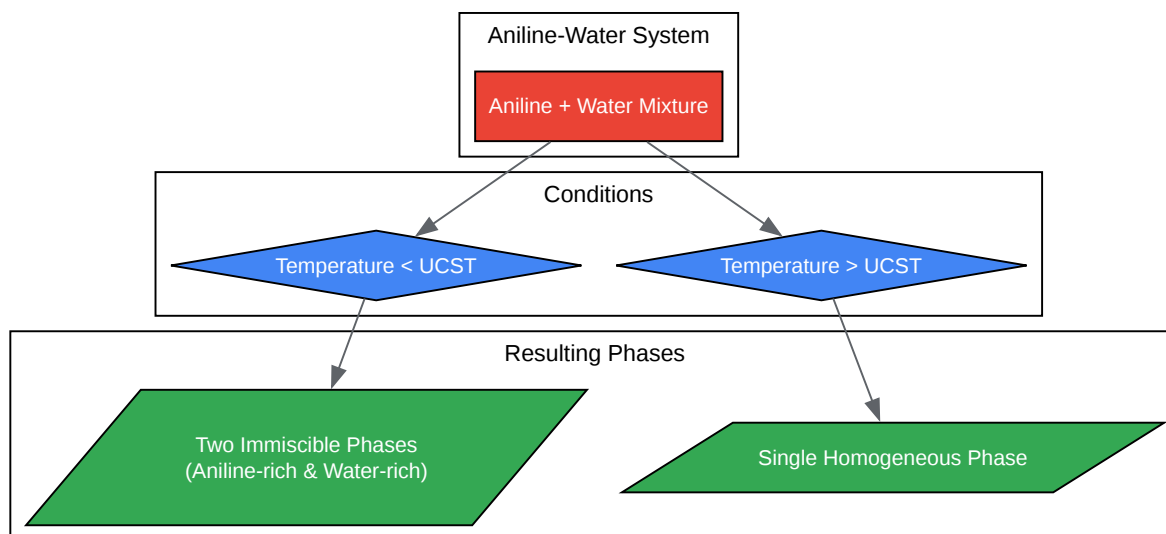 Aniline-Water System
Aniline + Water Mixture
Conditions
Temperature < UCST
Temperature > UCST
Resulting Phases
Two Immiscible Phases
(Aniline-rich & Water-rich)
Single Homogeneous Phase